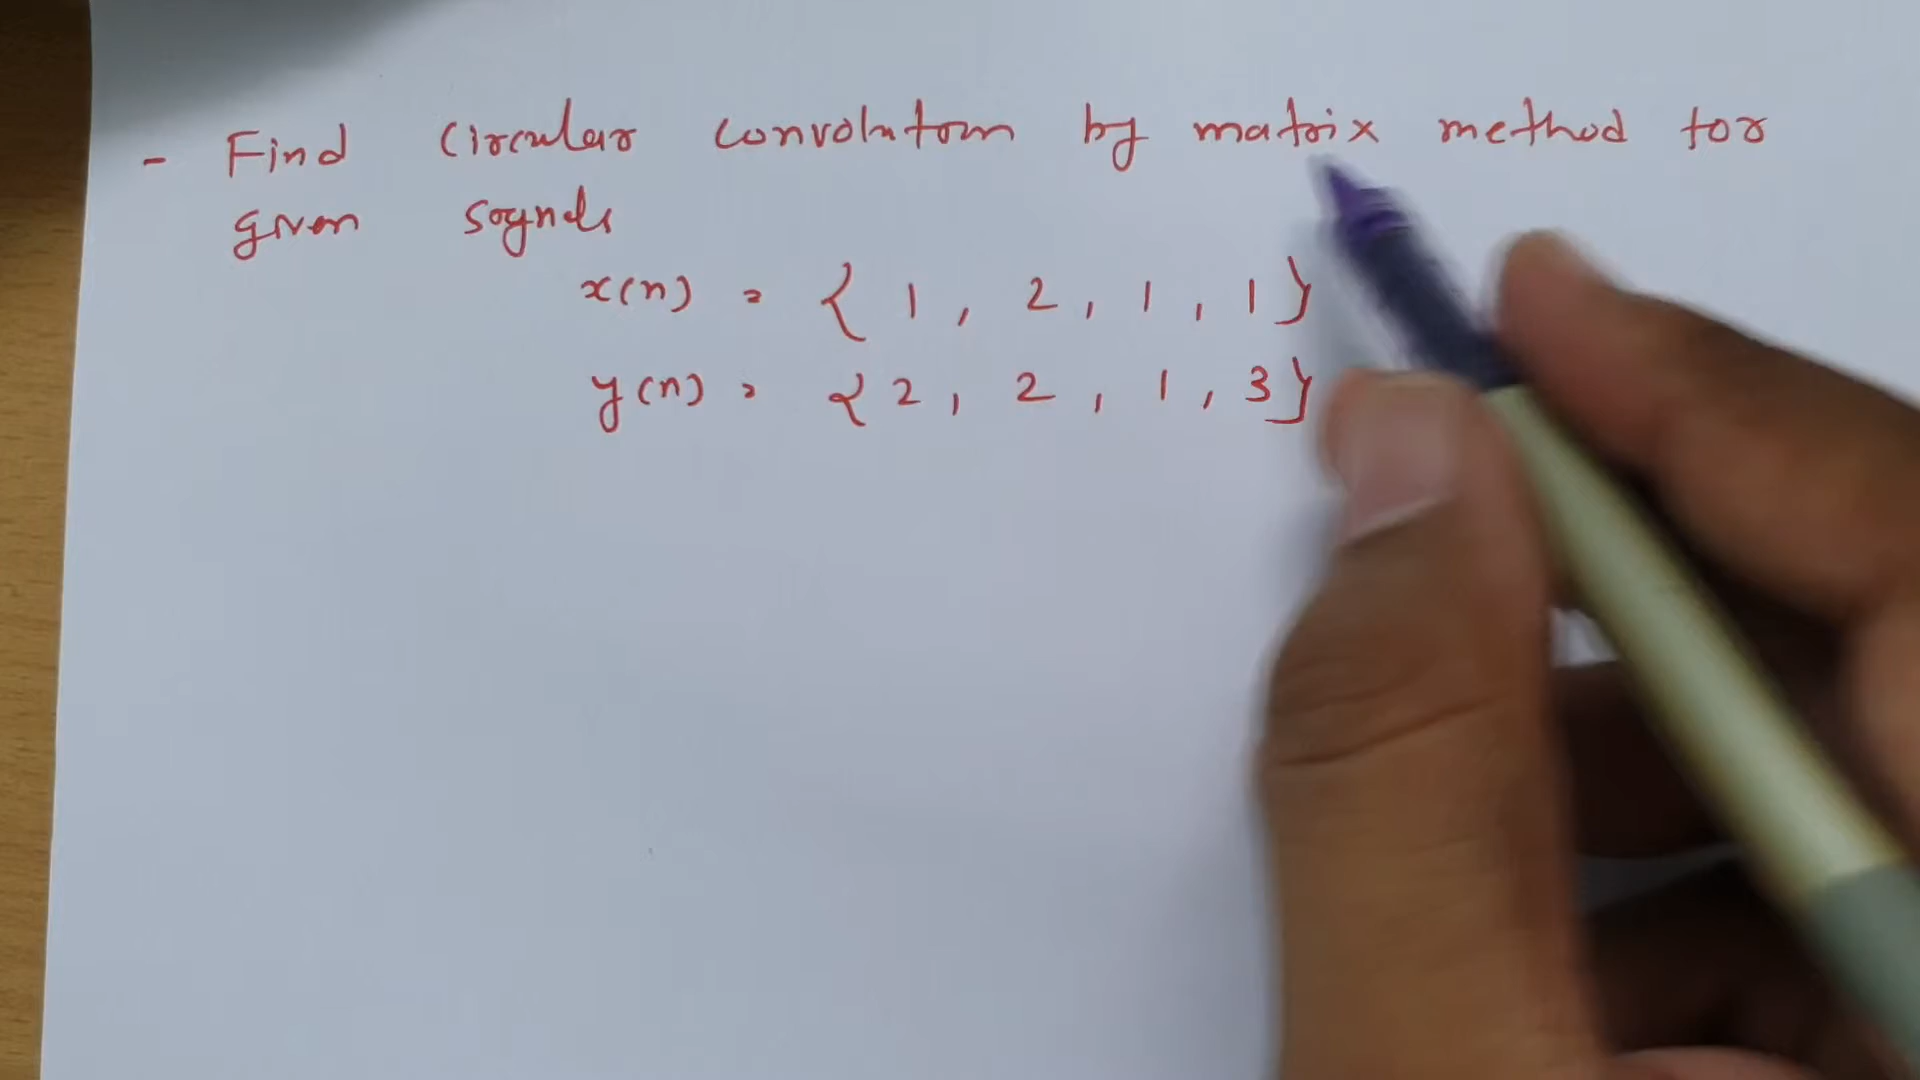 - Find circular convolution by matrix method for
given signals
x(n) = { 1 , 2 , 1 , 1 }
y(n) = { 2 , 2 , 1 , 3 }